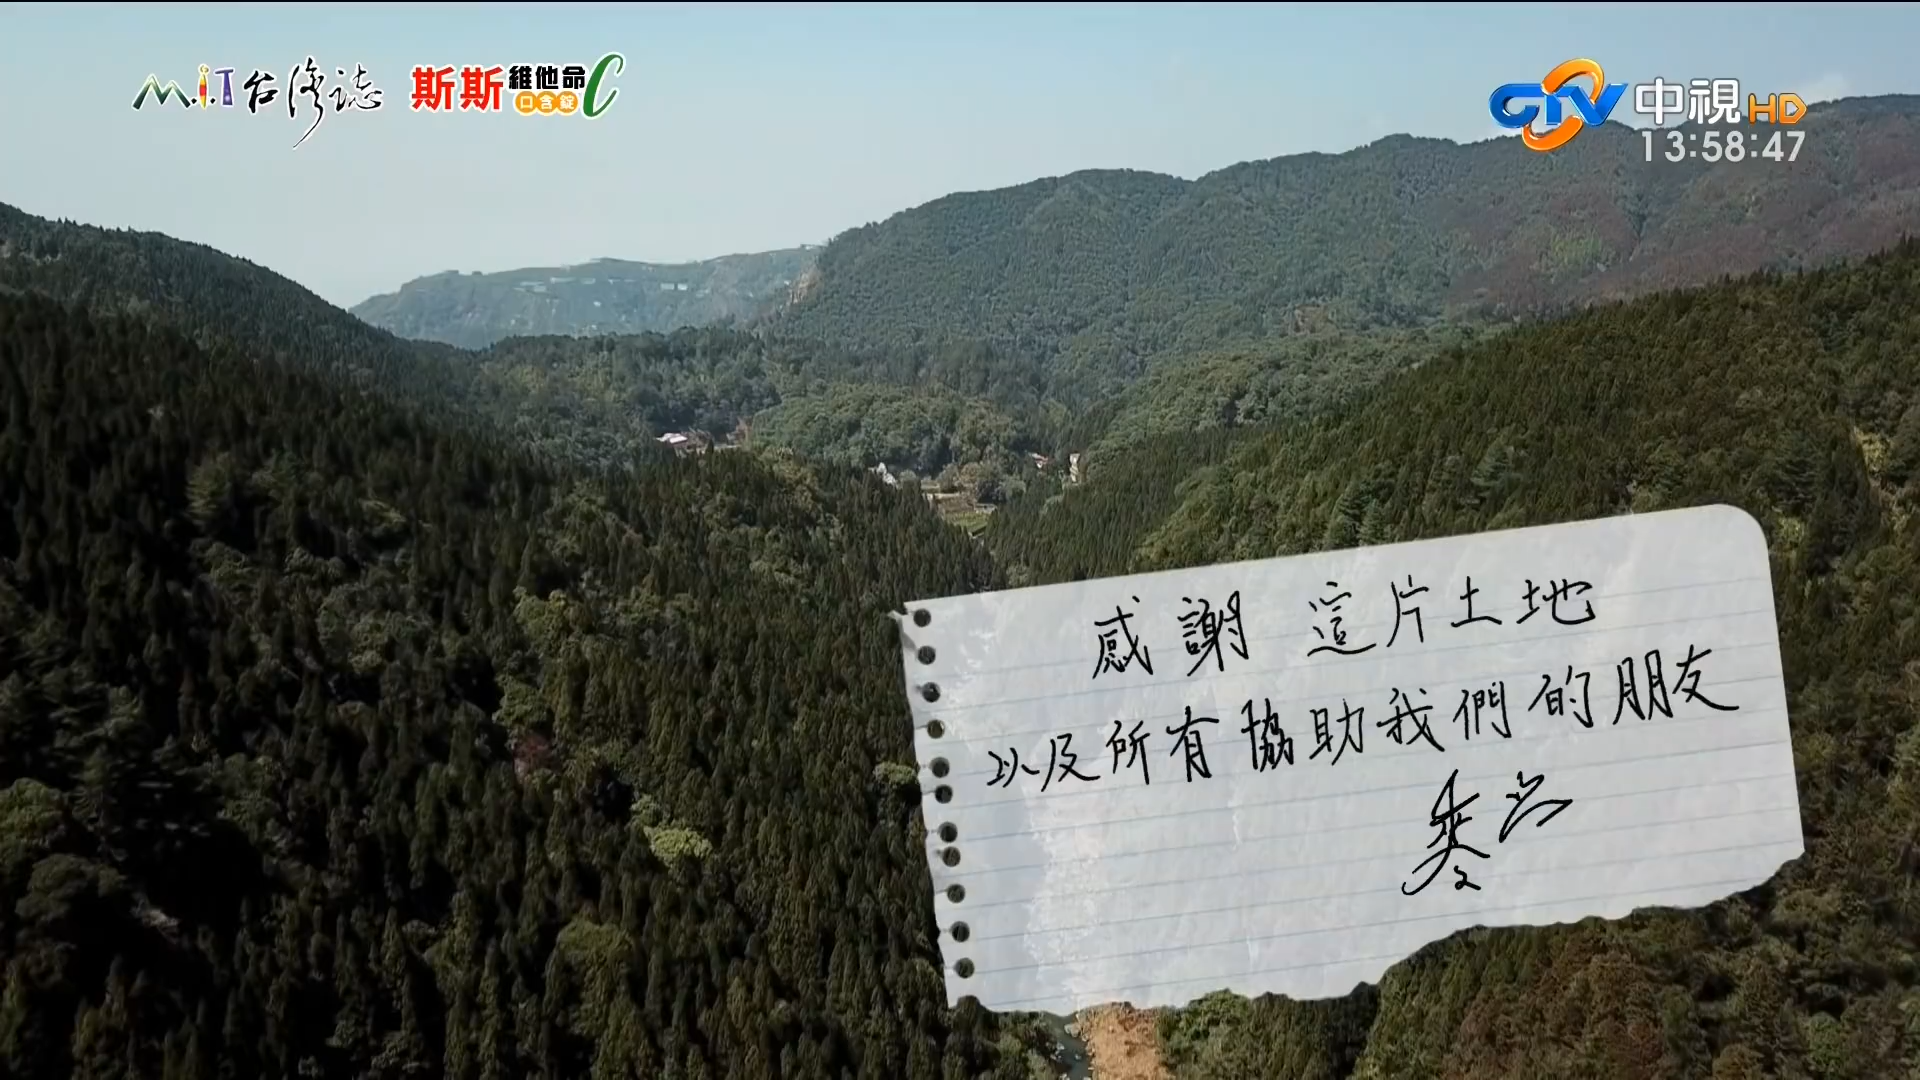 M.I.T台灣誌
斯斯維他命C
口含錠
CTV中視HD
13:58:47
感謝 這片土地
以及所有協助我們的朋友